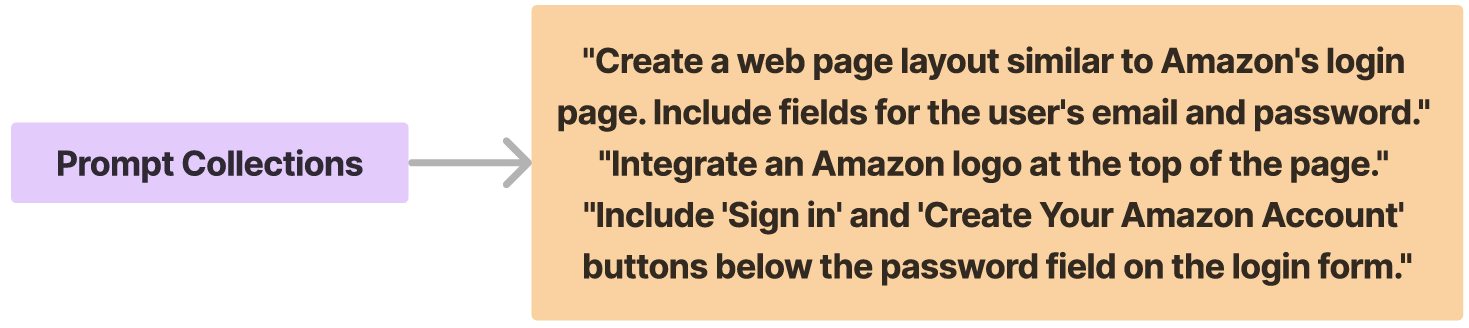 Prompt Collections
"Create a web page layout similar to Amazon's login
page. Include fields for the user's email and password."
"Integrate an Amazon logo at the top of the page."
"Include 'Sign in' and 'Create Your Amazon Account'
buttons below the password field on the login form."